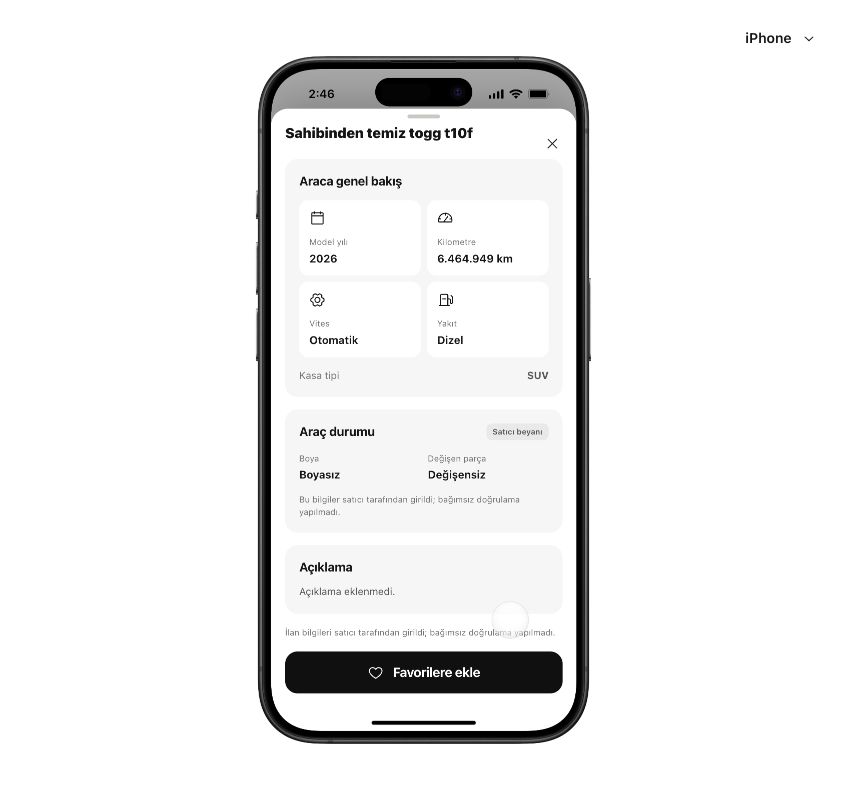 iPhone
2:46
Sahibinden temiz togg t10f
Araca genel bakış
Model yılı
2026
Kilometre
6.464.949 km
Vites
Otomatik
Yakıt
Dizel
Kasa tipi
SUV
Araç durumu
Satıcı beyanı
Boya
Boyasız
Değişen parça
Değişensiz
Bu bilgiler satıcı tarafından girildi; bağımsız doğrulama
yapılmadı.
Açıklama
Açıklama eklenmedi.
İlan bilgileri satıcı tarafından girildi; bağımsız doğrulama yapılmadı.
Favorilere ekle